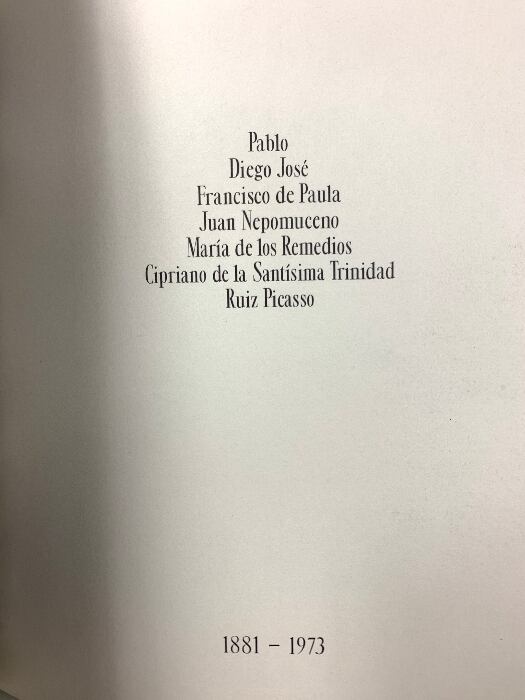 Pablo
Diego José
Francisco de Paula
Juan Nepomuceno
María de los Remedios
Cipriano de la Santísima Trinidad
Ruiz Picasso
1881 – 1973